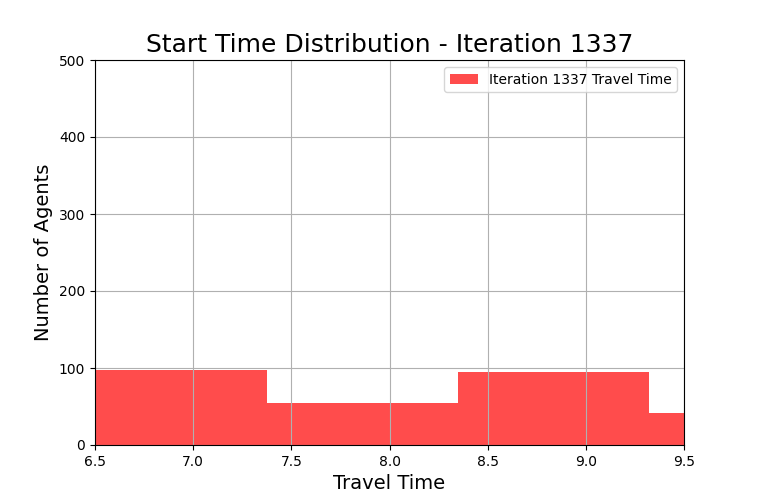 Start Time Distribution - Iteration 1337
Iteration 1337 Travel Time
Number of Agents
500
400
300
200
100
0
6.5 7.0 7.5 8.0 8.5 9.0 9.5
Travel Time